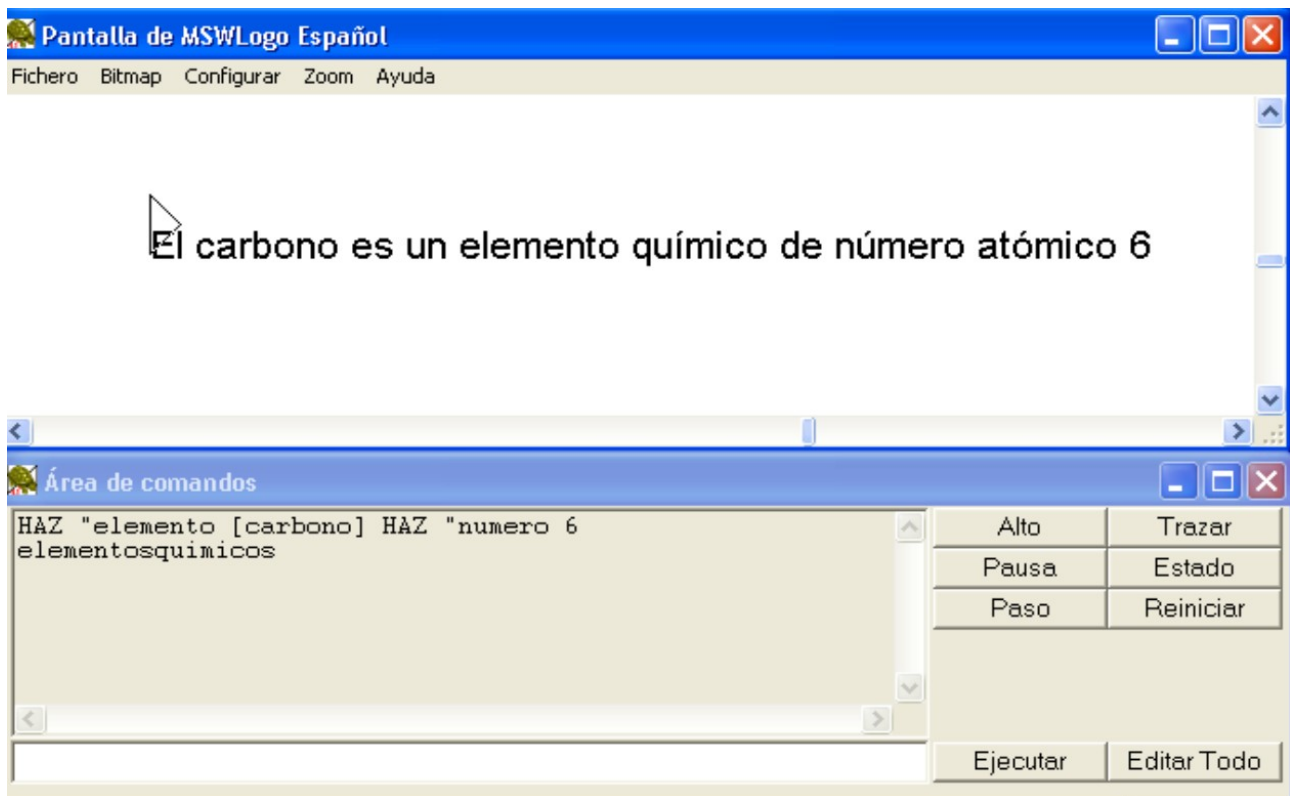 Pantalla de MSWLogo Español
Fichero Bitmap Configurar Zoom Ayuda
El carbono es un elemento químico de número atómico 6
Área de comandos
HAZ "elemento [carbono] HAZ "numero 6
elementosquimicos
Alto Trazar
Pausa Estado
Paso Reiniciar
Ejecutar Editar Todo